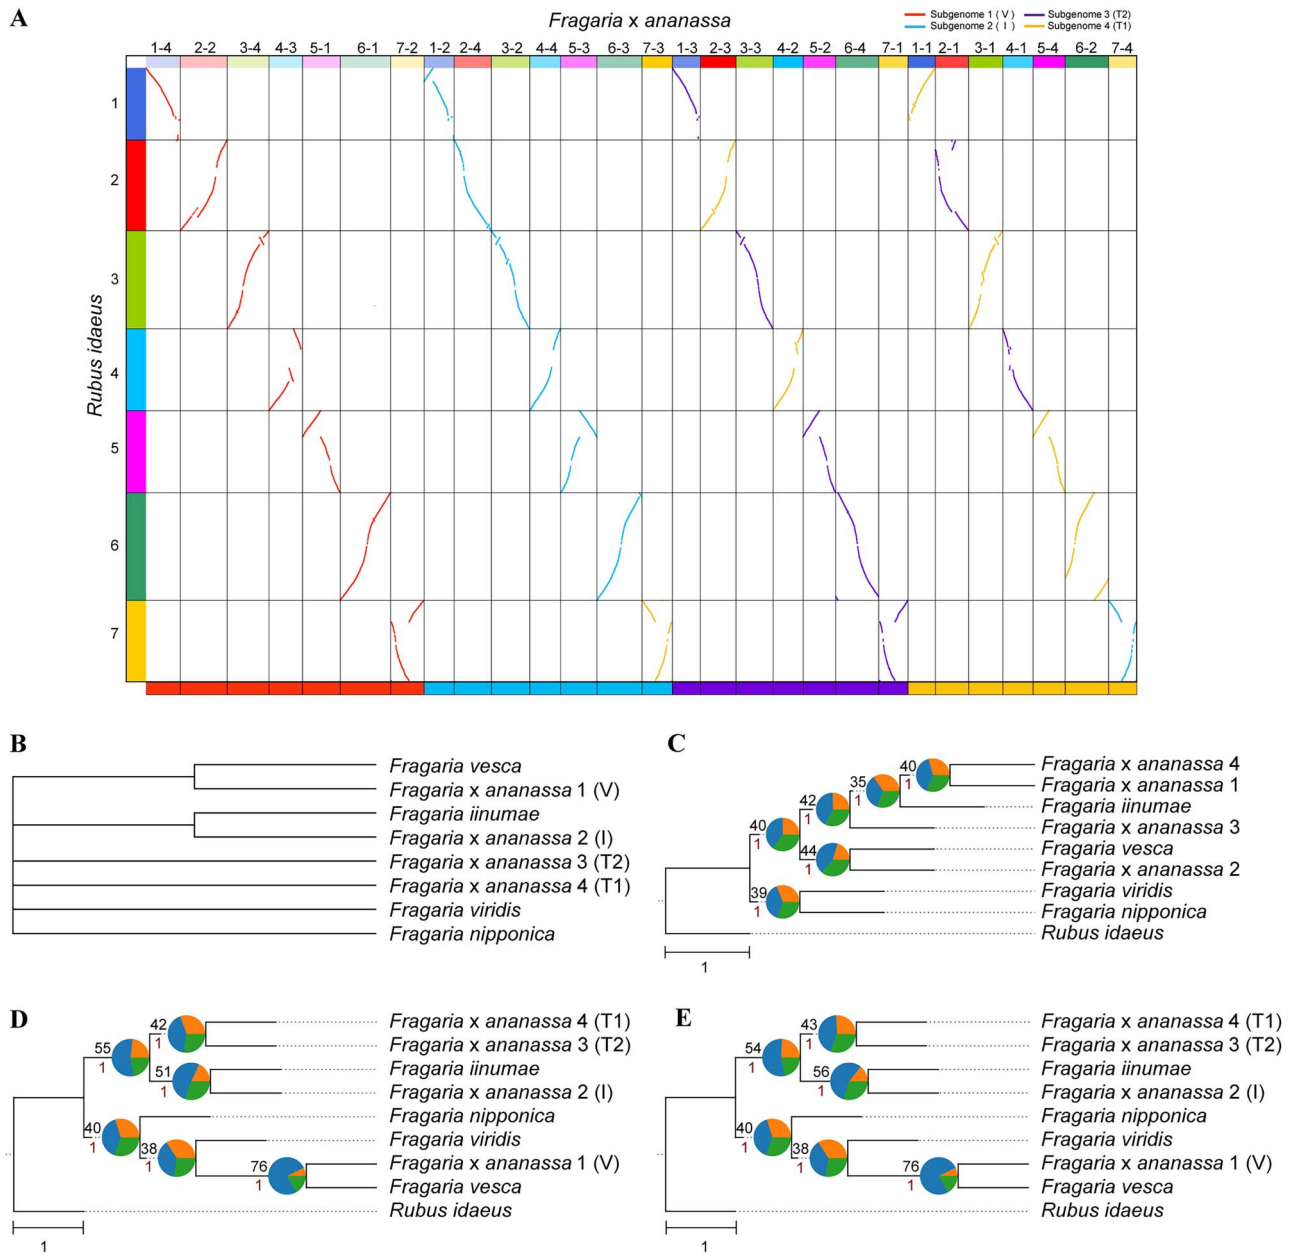 A
Fragaria x ananassa
Subgenome 1 ( V ) Subgenome 3 (T2)
Subgenome 2 ( I ) Subgenome 4 (T1)
1-4 2-2 3-4 4-3 5-1 6-1 7-2 1-2 2-4 3-2 4-4 5-3 6-3 7-3 1-3 2-3 3-3 4-2 5-2 6-4 7-1 1-1 2-1 3-1 4-1 5-4 6-2 7-4
Rubus idaeus
1
2
3
4
5
6
7
B
Fragaria vesca
Fragaria x ananassa 1 (V)
Fragaria iinumae
Fragaria x ananassa 2 (I)
Fragaria x ananassa 3 (T2)
Fragaria x ananassa 4 (T1)
Fragaria viridis
Fragaria nipponica
C
40 1
35 1
42 1
40 1
44 1
39 1
Fragaria x ananassa 4
Fragaria x ananassa 1
Fragaria iinumae
Fragaria x ananassa 3
Fragaria vesca
Fragaria x ananassa 2
Fragaria viridis
Fragaria nipponica
Rubus idaeus
1
D
42 1
55 1
51 1
40 1
38 1
76 1
Fragaria x ananassa 4 (T1)
Fragaria x ananassa 3 (T2)
Fragaria iinumae
Fragaria x ananassa 2 (I)
Fragaria nipponica
Fragaria viridis
Fragaria x ananassa 1 (V)
Fragaria vesca
Rubus idaeus
1
E
43 1
54 1
56 1
40 1
38 1
76 1
Fragaria x ananassa 4 (T1)
Fragaria x ananassa 3 (T2)
Fragaria iinumae
Fragaria x ananassa 2 (I)
Fragaria nipponica
Fragaria viridis
Fragaria x ananassa 1 (V)
Fragaria vesca
Rubus idaeus
1